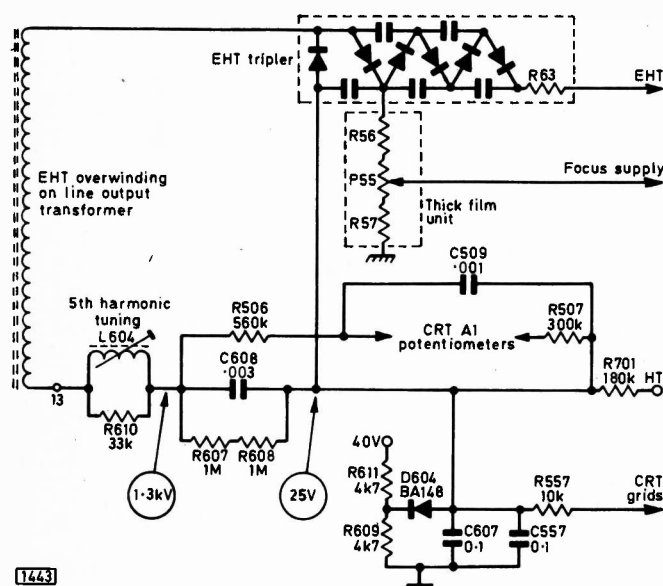 EHT tripler
R63
EHT
R56
P55
R57
Focus supply
Thick film
unit
EHT overwinding
on line output
transformer
5th harmonic
tuning
L604
13
R610
33k
1·3kV
R506
560k
C608
·003
R607
1M
R608
1M
25V
C509
·001
CRT A1
potentiometers
R507
300k
R701
180k
HT
40V
R611
4k7
D604
BA148
R609
4k7
C607
0·1
C557
0·1
R557
10k
CRT
grids
1443